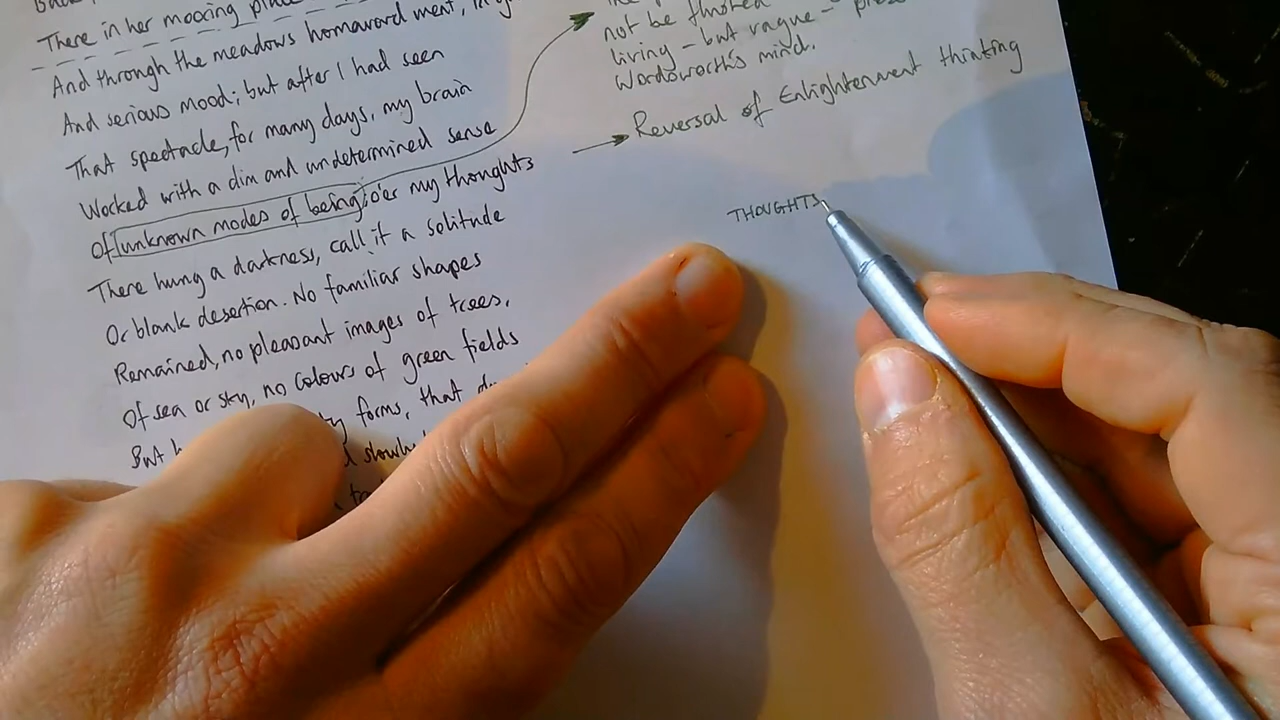 There in her mooring place
And through the meadows homeward went, in
And serious mood; but after I had seen
That spectacle, for many days, my brain
Worked with a dim and undetermined sense
Of unknown modes of being; o'er my thoughts
There hung a darkness, call it a solitude
Or blank desertion. No familiar shapes
Remained, no pleasant images of trees,
Of sea or sky, no colours of green fields
But
forms, that
slowly
not be
living - but vague -
Wordsworth's mind.
Reversal of Enlightenment thinking
THOUGHTS